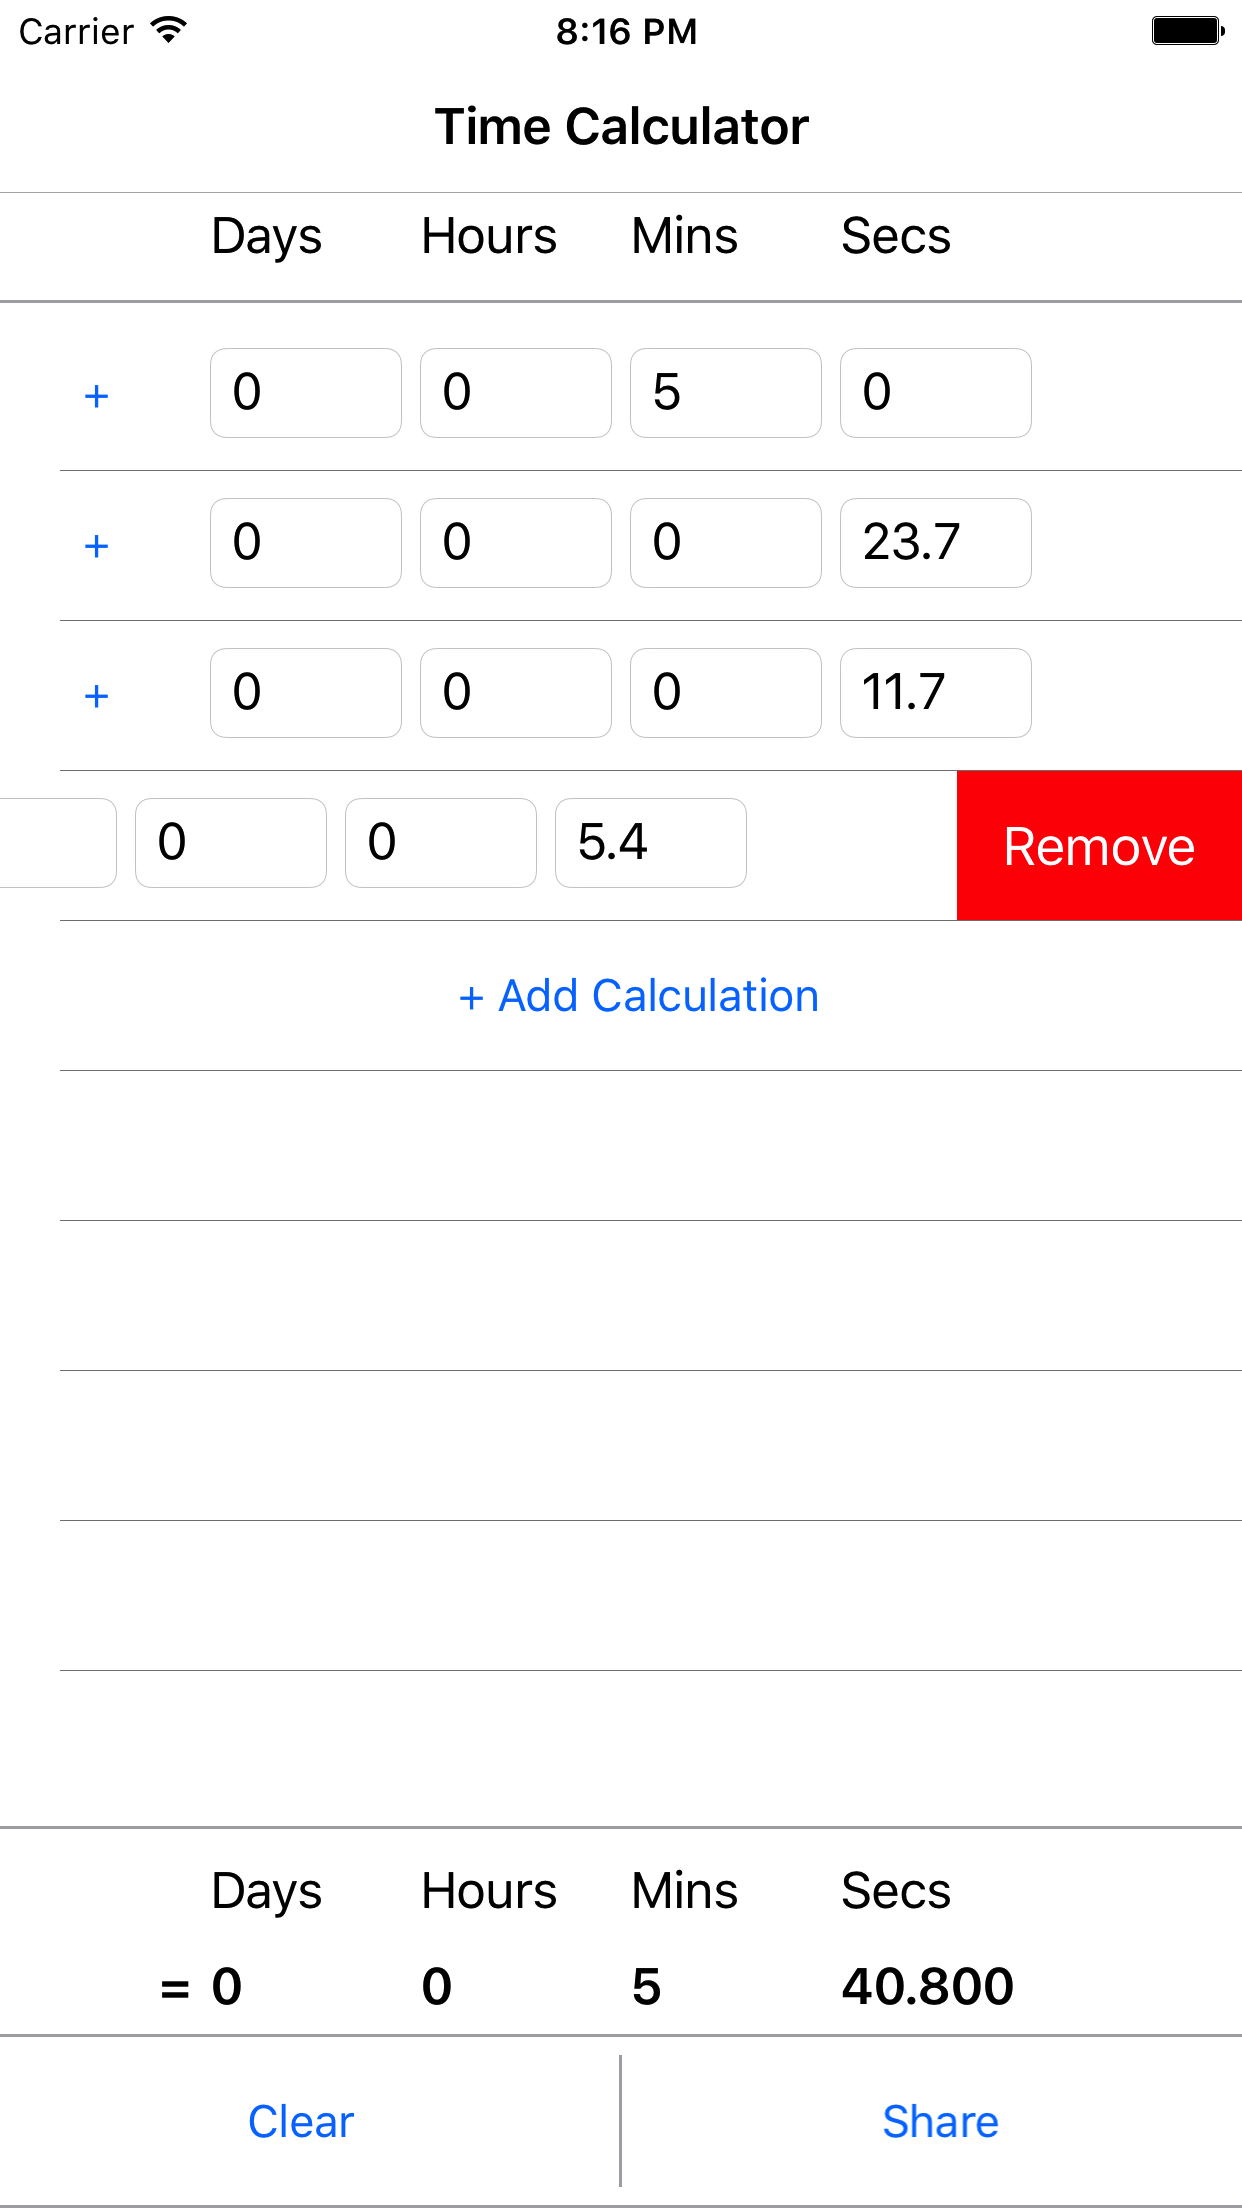 Carrier 8:16 PM
Time Calculator
Days Hours Mins Secs
+ 0 0 5 0
+ 0 0 0 23.7
+ 0 0 0 11.7
0 0 5.4 Remove
+ Add Calculation
Days Hours Mins Secs
= 0 0 5 40.800
Clear Share